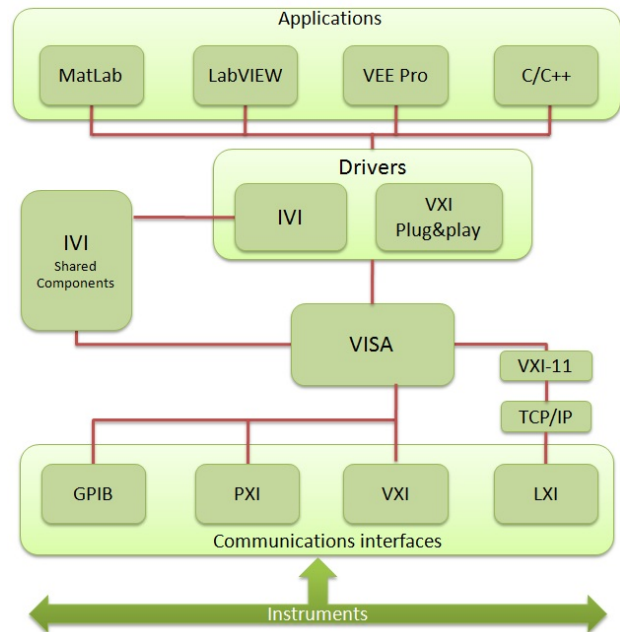 Applications
MatLab
LabVIEW
VEE Pro
C/C++
Drivers
IVI
VXI
Plug&play
IVI
Shared
Components
VISA
VXI-11
TCP/IP
GPIB
PXI
VXI
LXI
Communications interfaces
Instruments